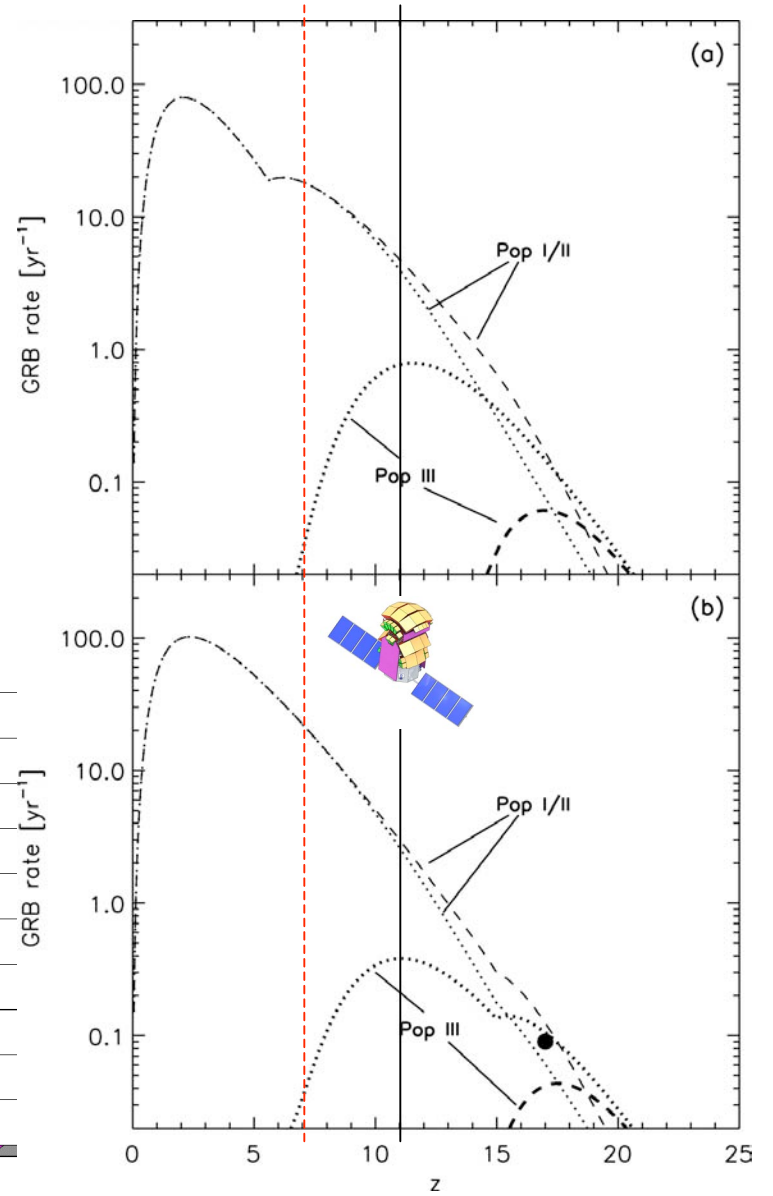 (a)
100.0
10.0
1.0
0.1
GRB rate [yr⁻¹]
Pop I/II
Pop III
(b)
100.0
10.0
1.0
0.1
GRB rate [yr⁻¹]
Pop I/II
Pop III
0 5 10 15 20 25
z